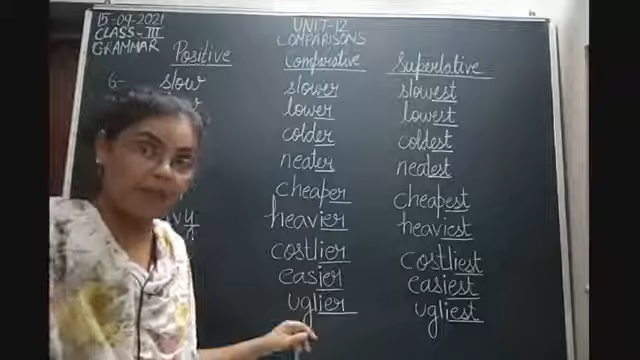 15-09-2021 UNIT-12
CLASS-III COMPARISONS
GRAMMAR
Positive Comparative Superlative
6- slow slower slowest
lower lowest
colder coldest
neater neatest
cheaper cheapest
heavier heaviest
costlier costliest
easier easiest
uglier ugliest